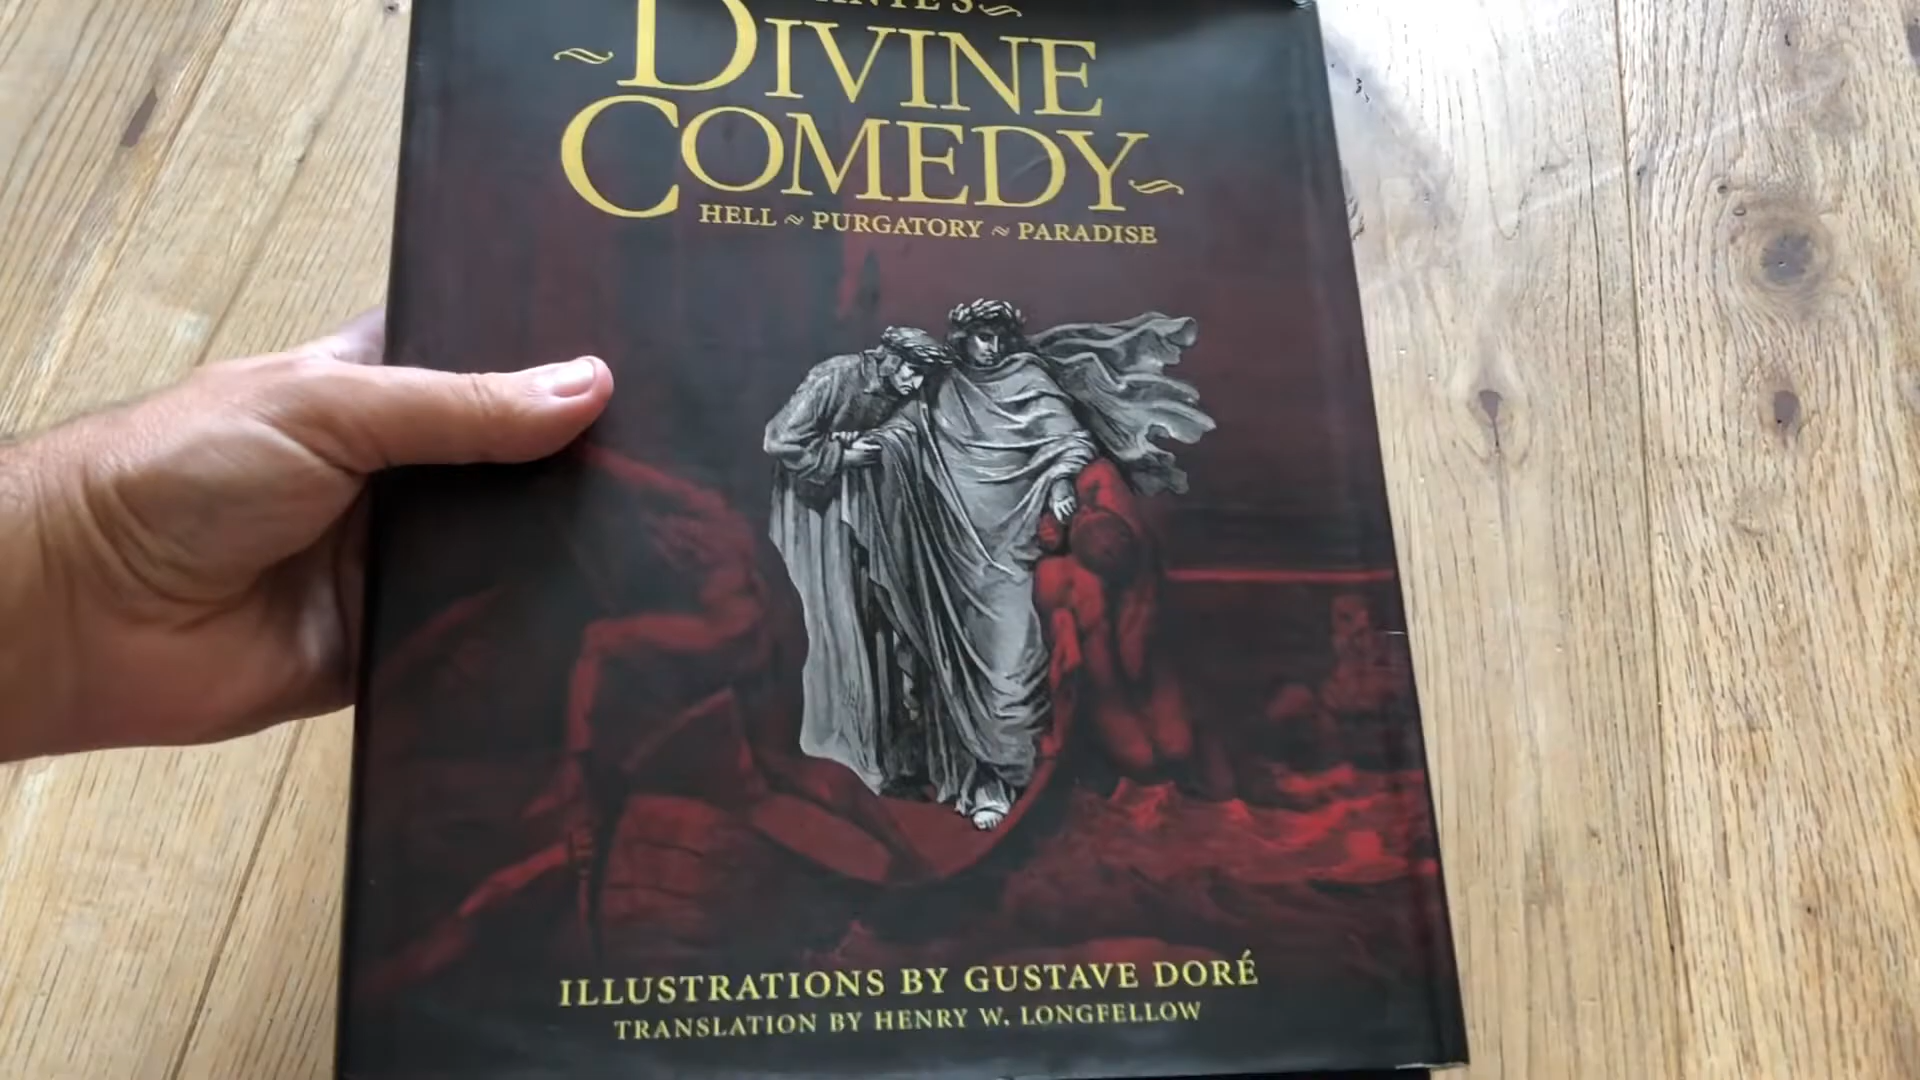 DIVINE
COMEDY
HELL ~ PURGATORY ~ PARADISE
ILLUSTRATIONS BY GUSTAVE DORÉ
TRANSLATION BY HENRY W. LONGFELLOW